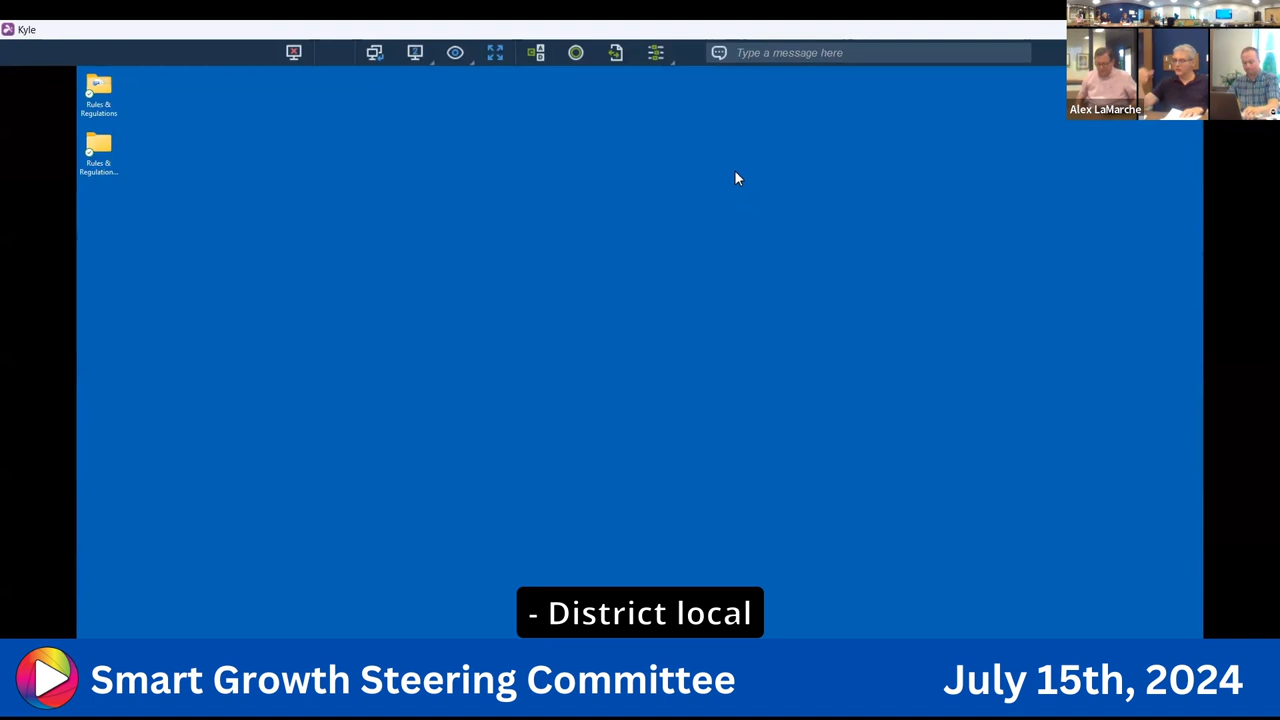 Kyle
Type a message here
Rules &
Regulations
Rules &
Regulation...
Alex LaMarche
- District local
Smart Growth Steering Committee
July 15th, 2024